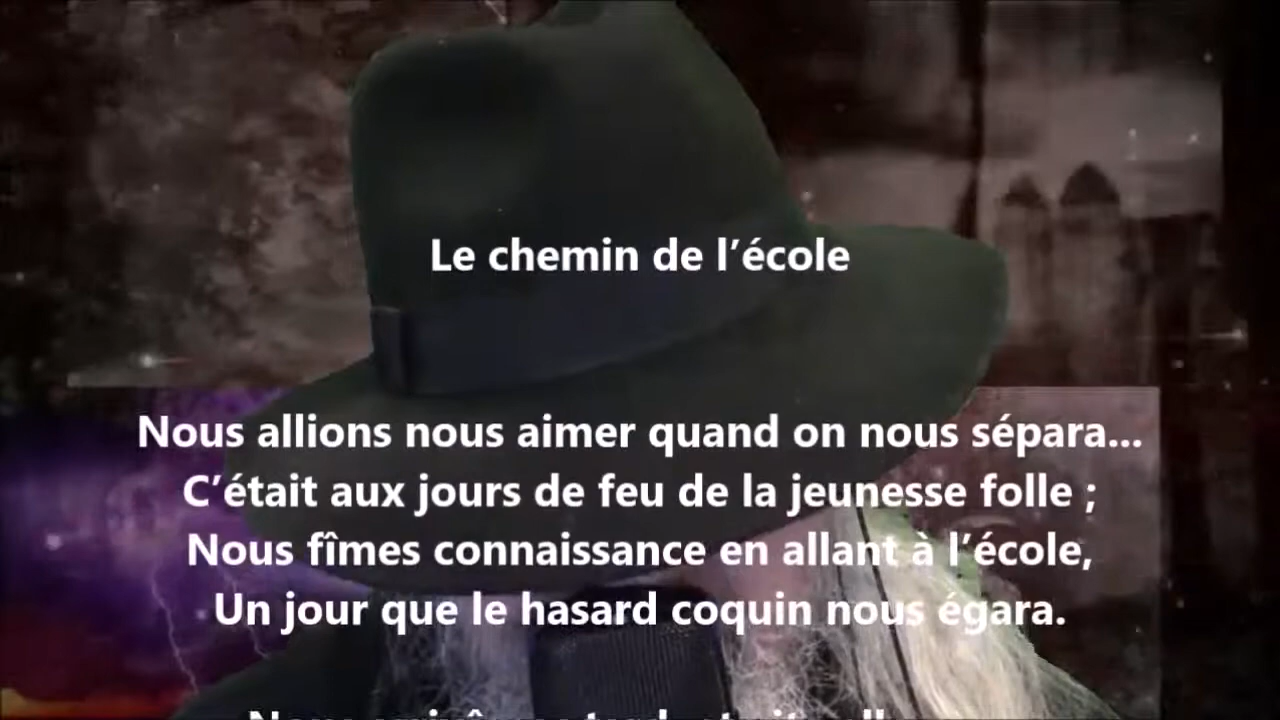 Le chemin de l’école
Nous allions nous aimer quand on nous sépara...
C’était aux jours de feu de la jeunesse folle ;
Nous fîmes connaissance en allant à l’école,
Un jour que le hasard coquin nous égara.